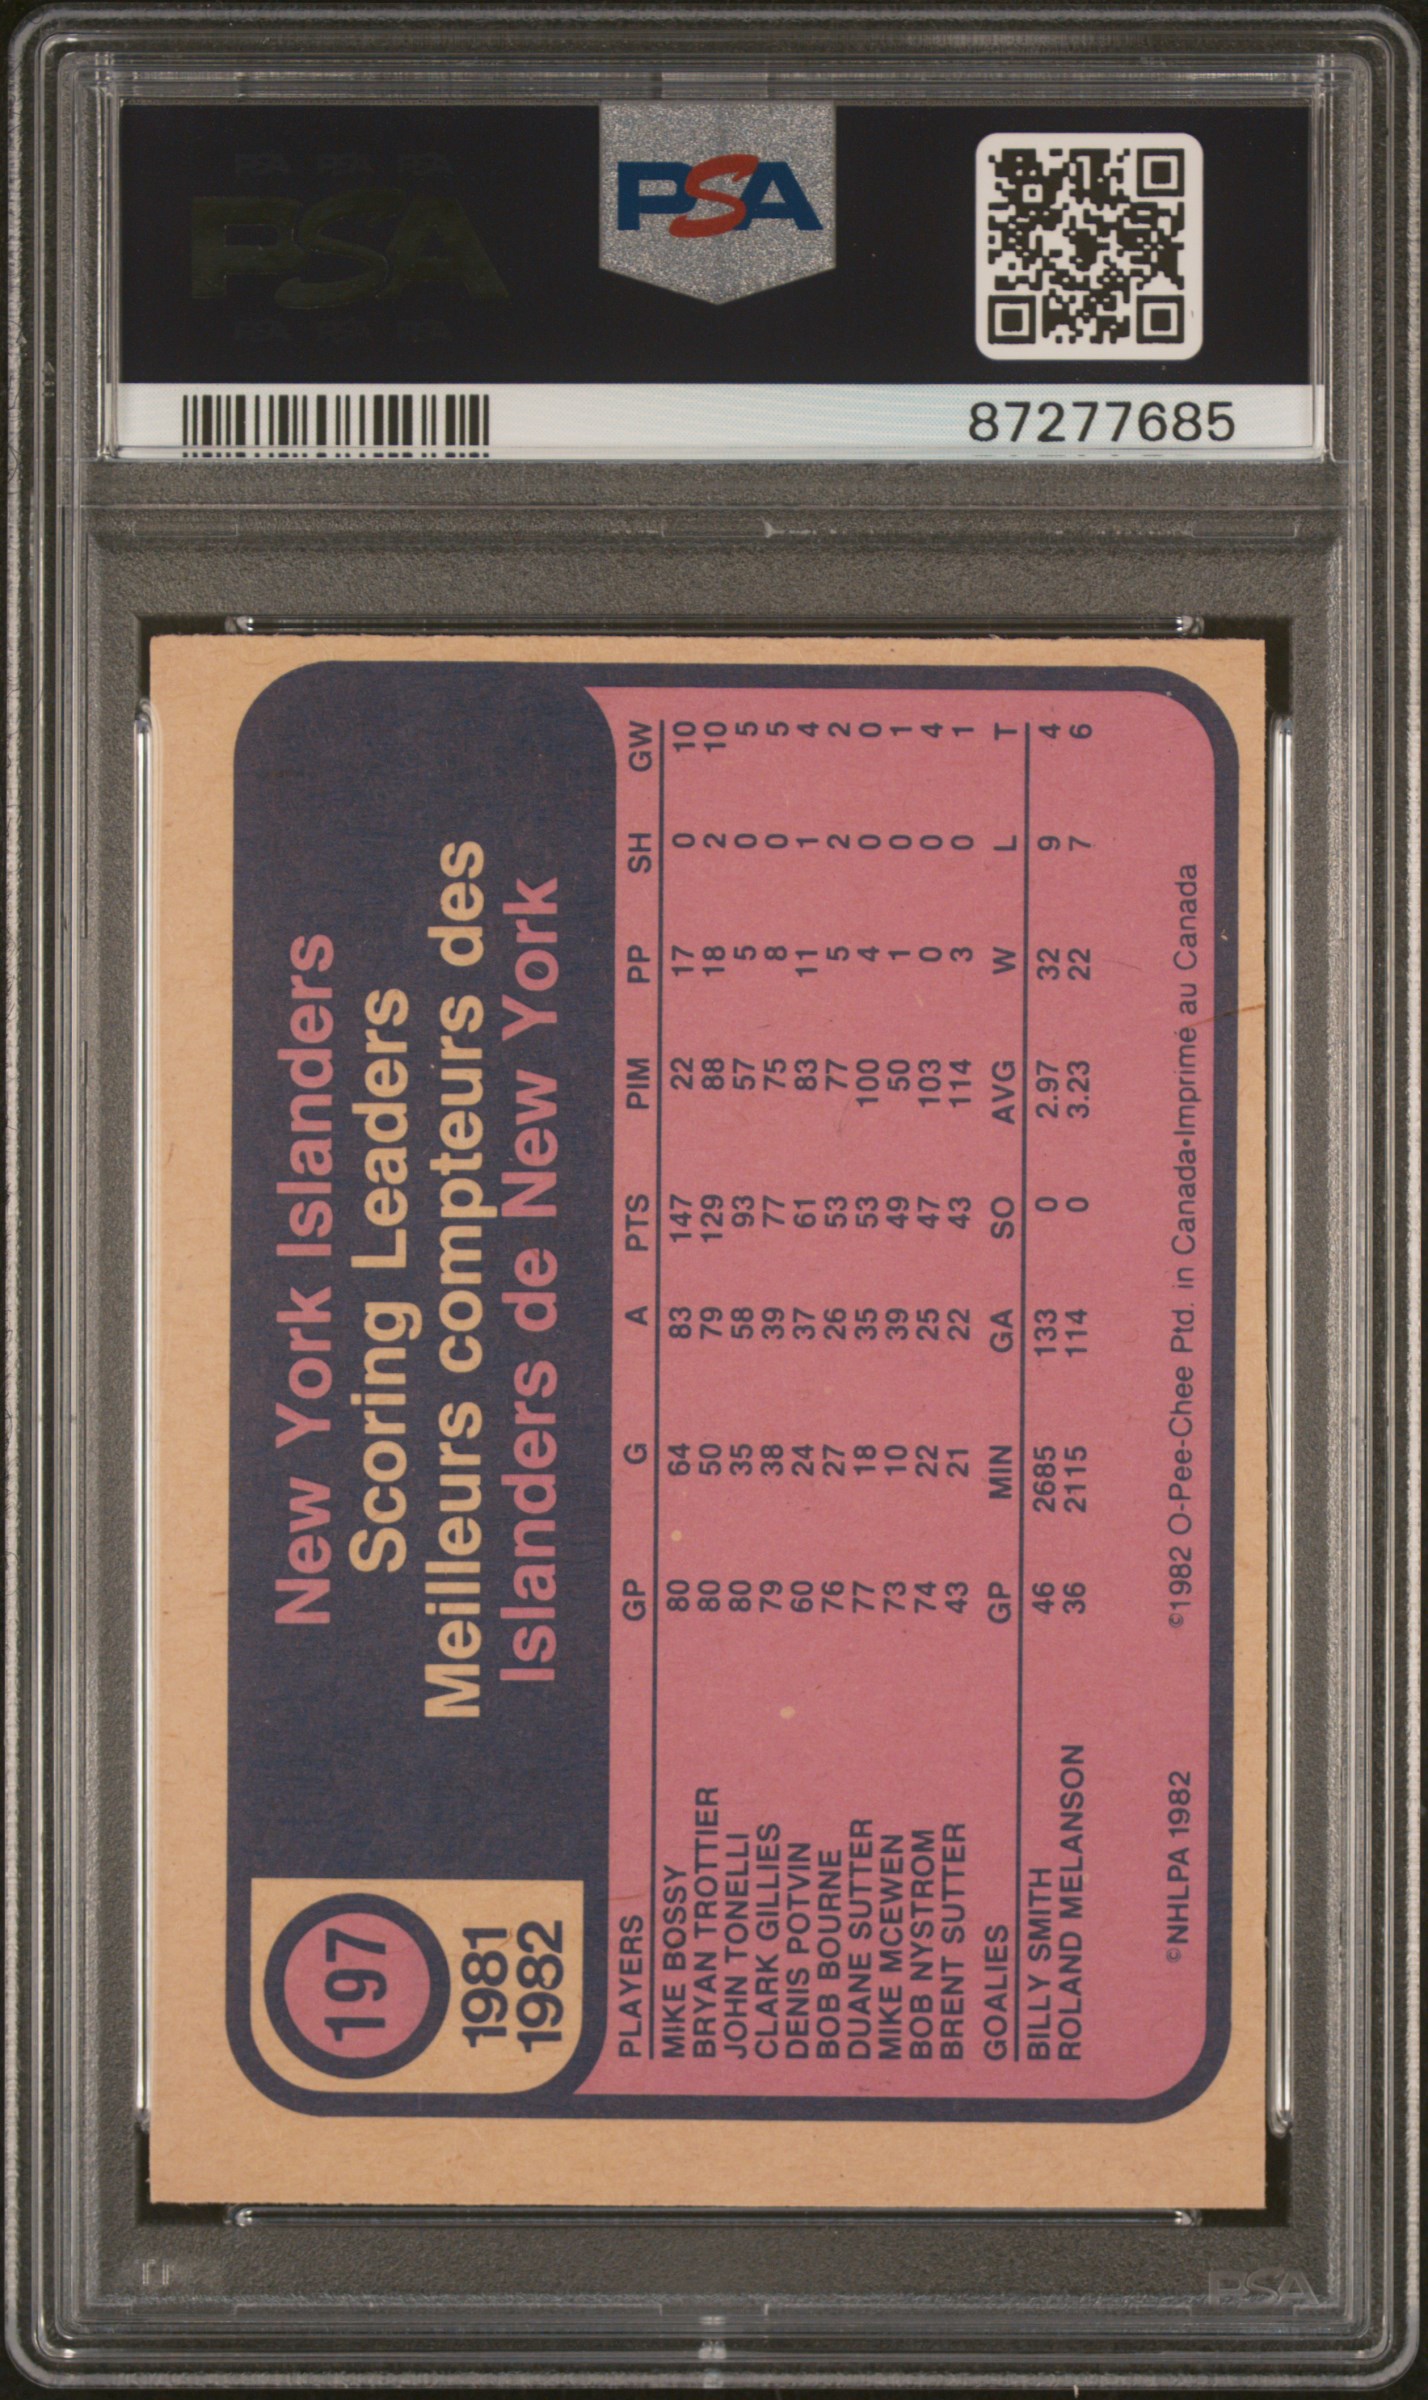 PSA
87277685
197
1981
1982
New York Islanders
Scoring Leaders
Meilleurs compteurs des
Islanders de New York
PLAYERS GP G A PTS PIM PP SH GW
MIKE BOSSY 80 64 83 147 22 17 0 10
BRYAN TROTTIER 80 50 79 129 88 18 2 10
JOHN TONELLI 80 35 58 93 57 5 0 5
CLARK GILLIES 79 38 39 77 75 8 0 5
DENIS POTVIN 60 24 37 61 83 11 1 4
BOB BOURNE 76 27 26 53 77 5 2 2
DUANE SUTTER 77 18 35 53 100 4 0 0
MIKE MCEWEN 73 10 39 49 50 1 0 1
BOB NYSTROM 74 22 25 47 103 0 0 4
BRENT SUTTER 43 21 22 43 114 3 0 1
GOALIES GP MIN GA SO AVG W L T
BILLY SMITH 46 2685 133 0 2.97 32 9 4
ROLAND MELANSON 36 2115 114 0 3.23 22 7 6
©NHLPA 1982 ©1982 O-Pee-Chee Ptd. in Canada•Imprimé au Canada
PSA